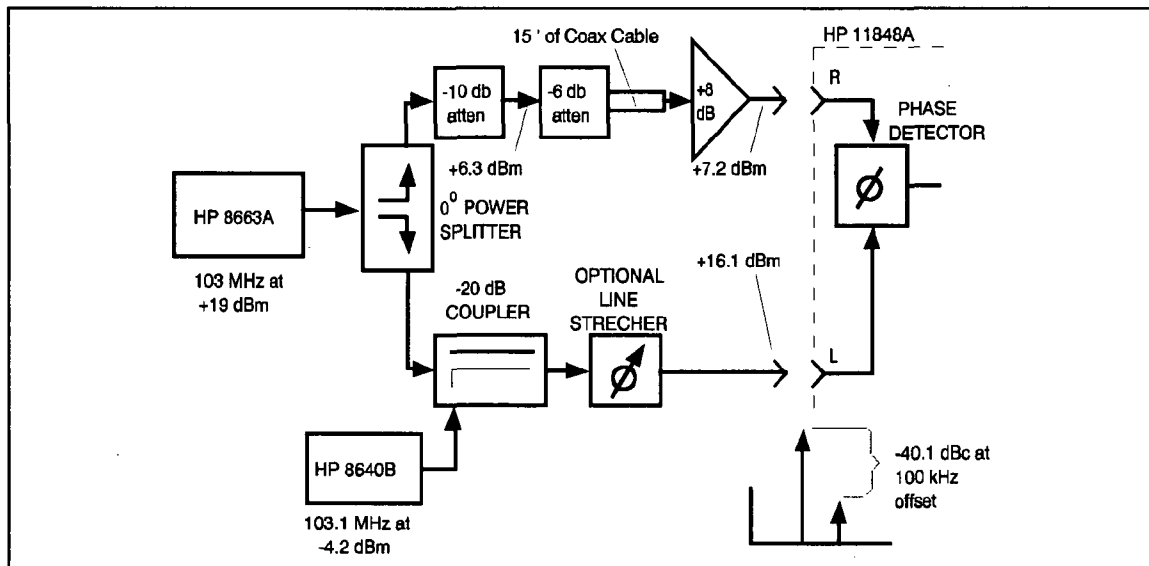 15 ' of Coax Cable
HP 11848A
-10 db
atten
-6 db
atten
+8
dB
R
PHASE
DETECTOR
+6.3 dBm
+7.2 dBm
HP 8663A
0⁰ POWER
SPLITTER
ϕ
103 MHz at
+19 dBm
-20 dB
COUPLER
OPTIONAL
LINE
STRECHER
+16.1 dBm
ϕ
L
HP 8640B
103.1 MHz at
-4.2 dBm
-40.1 dBc at
100 kHz
offset